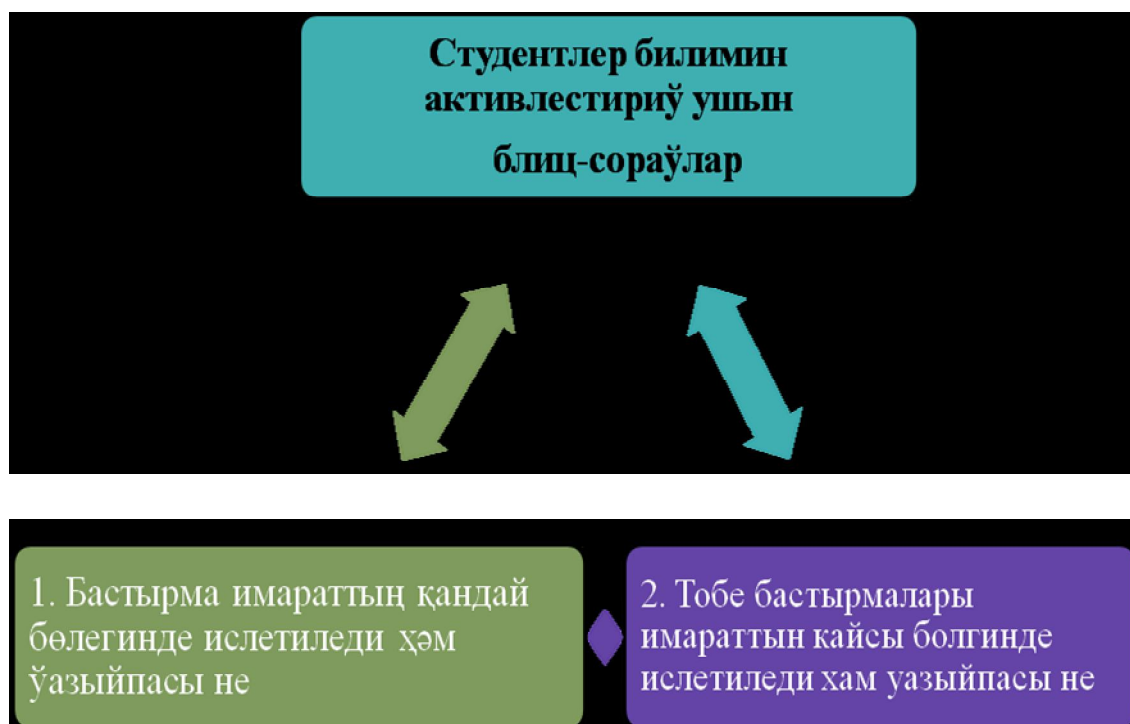 Студентлер билимин
активлестириў ушын
блиц-сораўлар
1. Бастырма имараттың қандай
бөлегинде ислетиледи ҳәм
ўазыйпасы не
2. Тобе бастырмалары
имараттын кайсы болгинде
ислетиледи хам уазыйпасы не